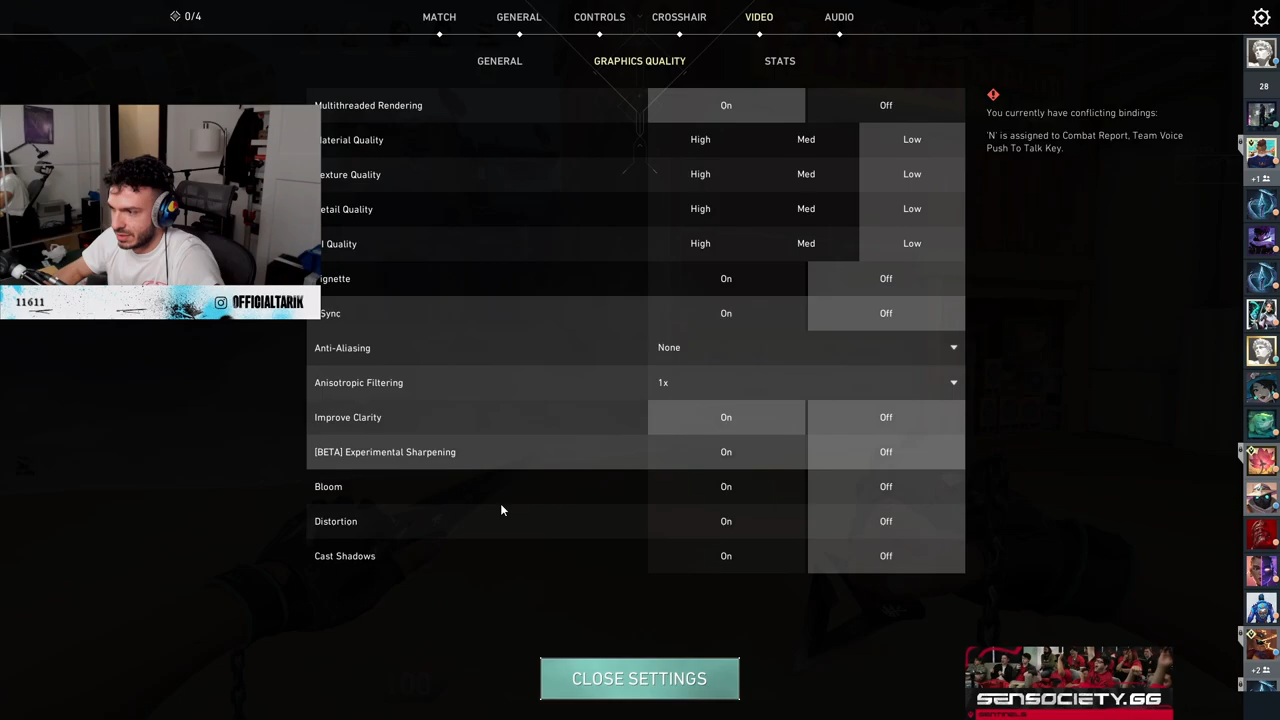 0/4
MATCH GENERAL CONTROLS CROSSHAIR VIDEO AUDIO
GENERAL GRAPHICS QUALITY STATS
28
Multithreaded Rendering On Off
You currently have conflicting bindings:
'N' is assigned to Combat Report, Team Voice
Push To Talk Key.
aterial Quality High Med Low
+1
exture Quality High Med Low
etail Quality High Med Low
Quality High Med Low
ignette On Off
11611 OFFICIALTARIK
Sync On Off
Anti-Aliasing None
Anisotropic Filtering 1x
Improve Clarity On Off
[BETA] Experimental Sharpening On Off
Bloom On Off
Distortion On Off
Cast Shadows On Off
+2
CLOSE SETTINGS
SENSOCIETY.GG
SENTINELS